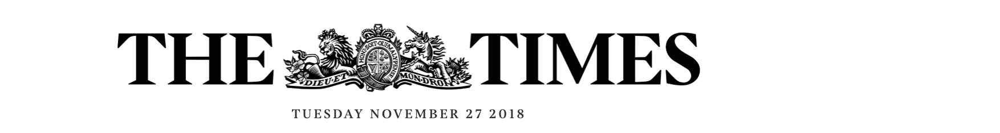 THE TIMES
HONI·SOIT·QUI·MAL·Y·PENSE
DIEU·ET MON·DROIT
TUESDAY NOVEMBER 27 2018